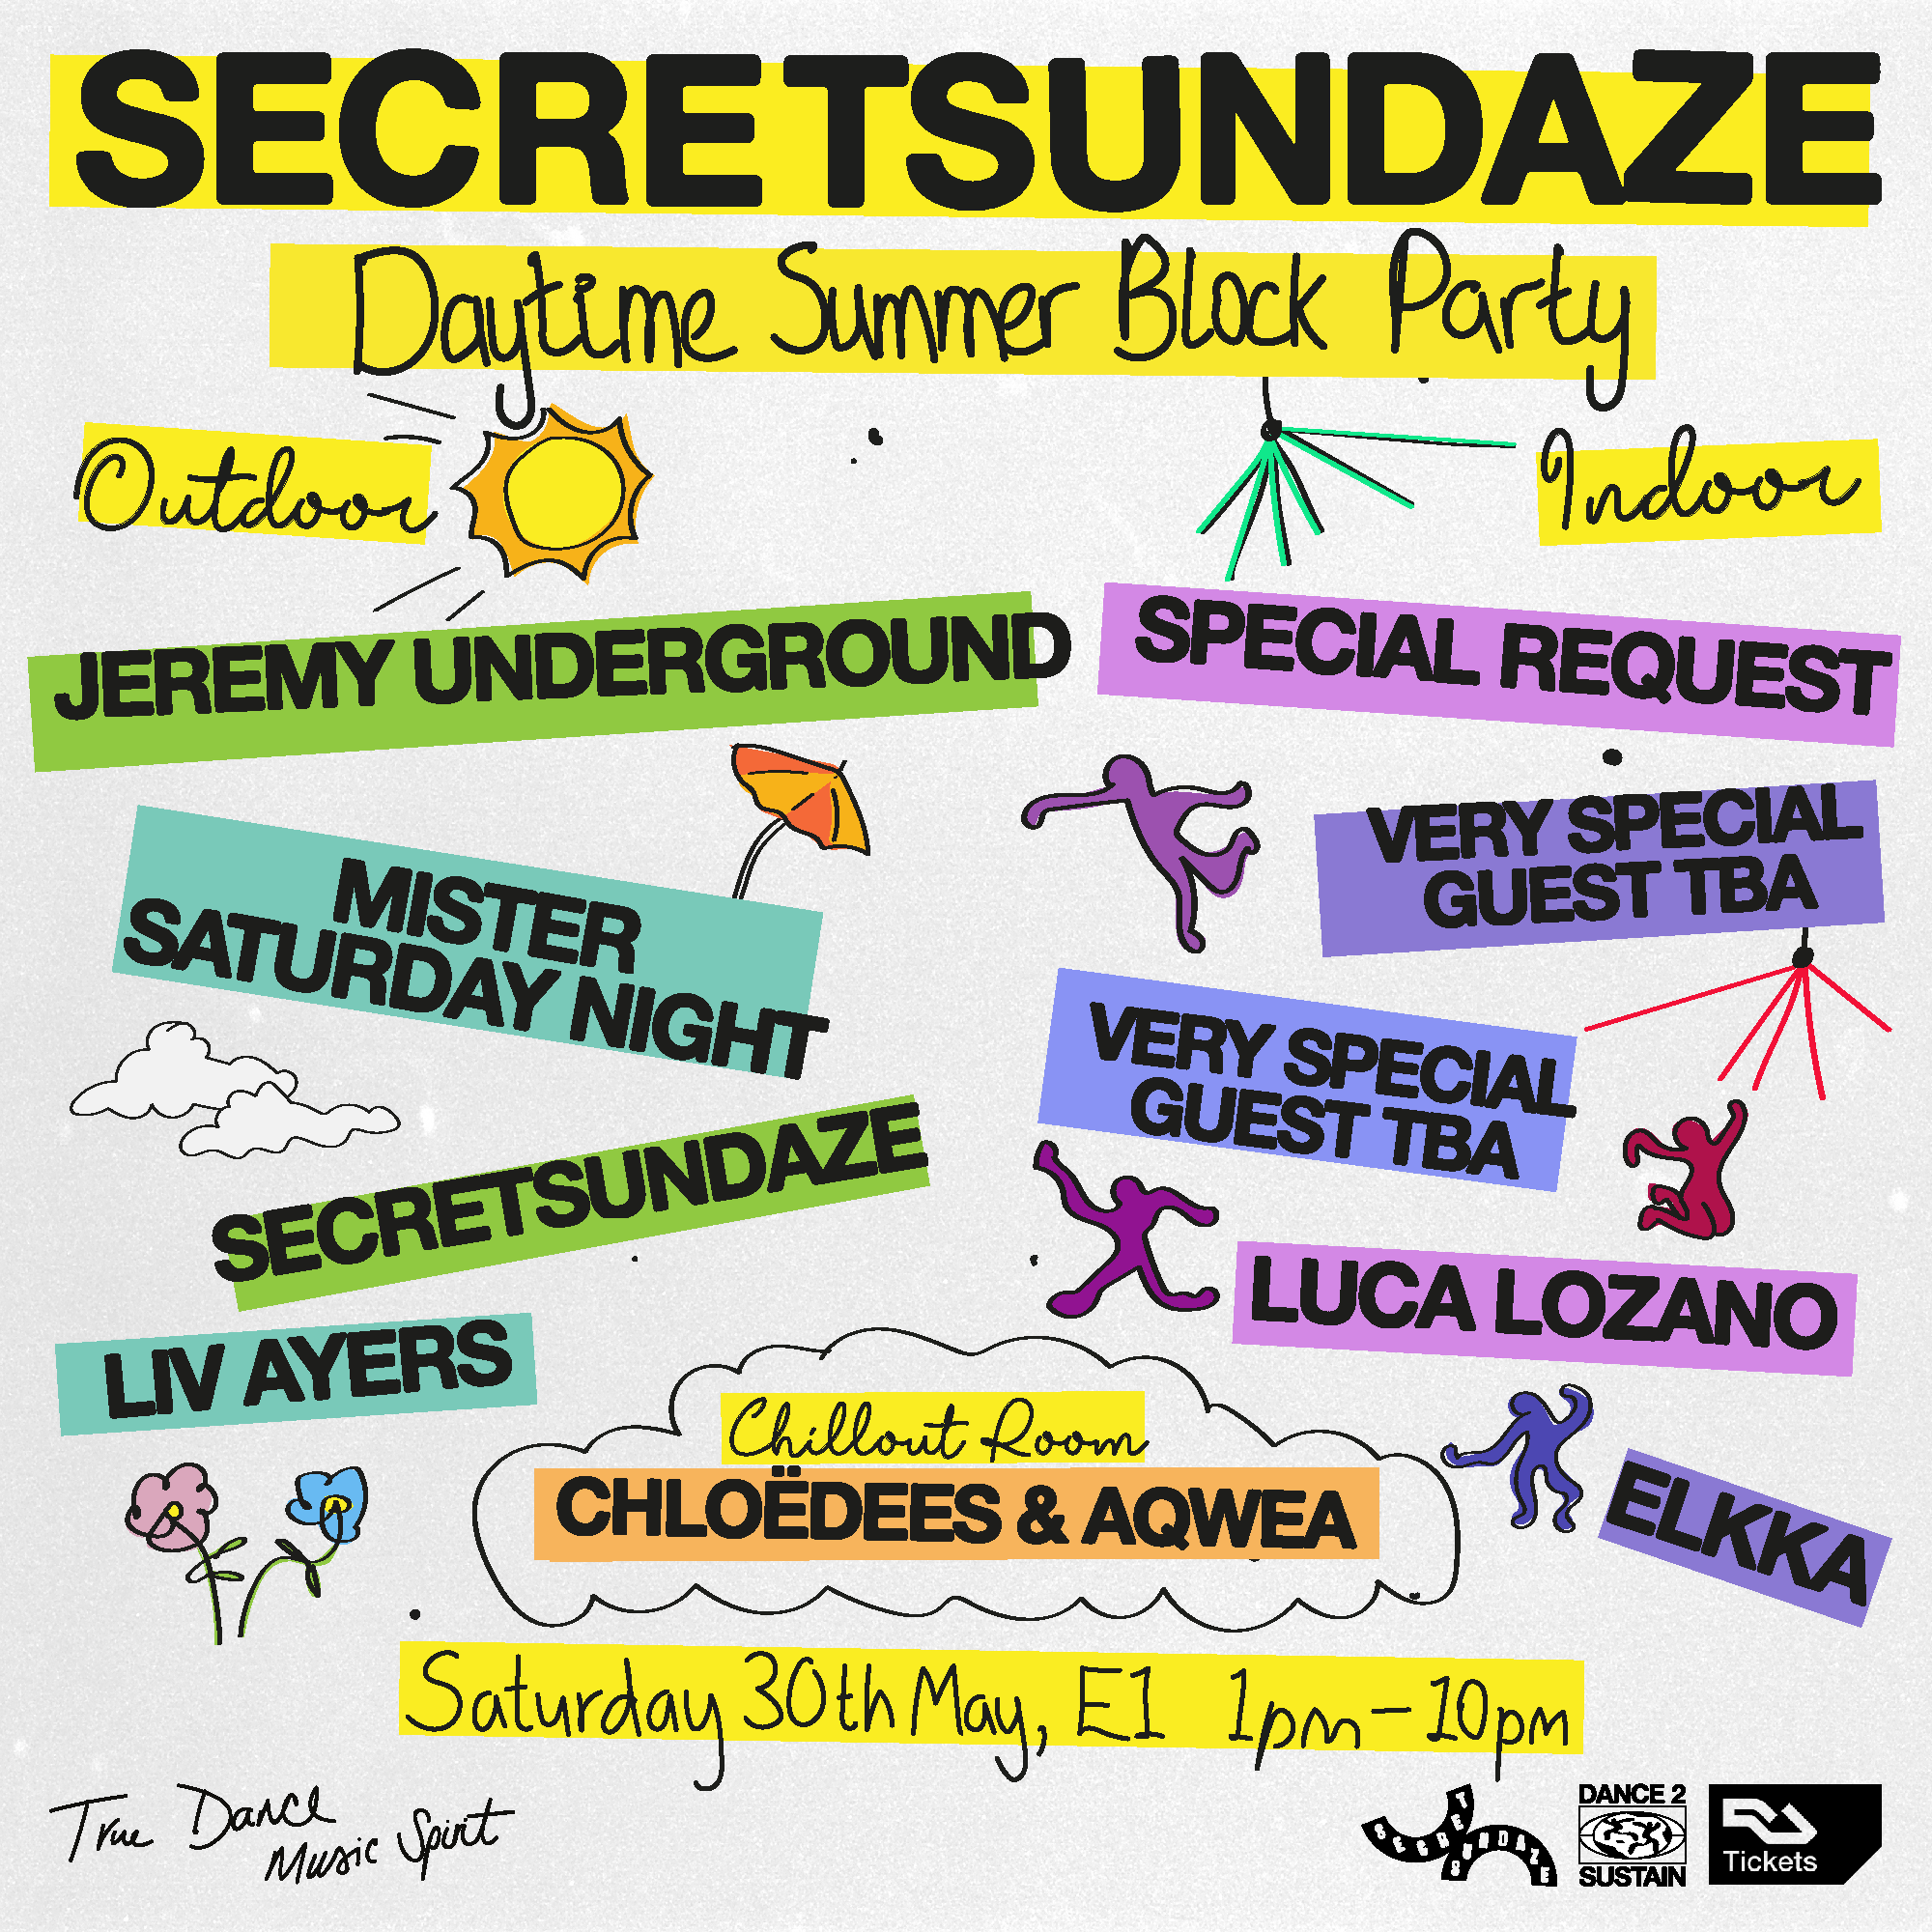 SECRETSUNDAZE
Daytime Summer Block Party
Outdoor
Indoor
JEREMY UNDERGROUND
SPECIAL REQUEST
MISTER
SATURDAY NIGHT
VERY SPECIAL
GUEST TBA
VERY SPECIAL
GUEST TBA
SECRETSUNDAZE
LUCA LOZANO
LIV AYERS
Chillout Room
CHLOËDEES & AQWEA
ELKKA
Saturday 30th May, E1 1pm - 10pm
True Dance
Music Spirit
SECRET
SUNDAZE
DANCE 2
SUSTAIN
RA
Tickets